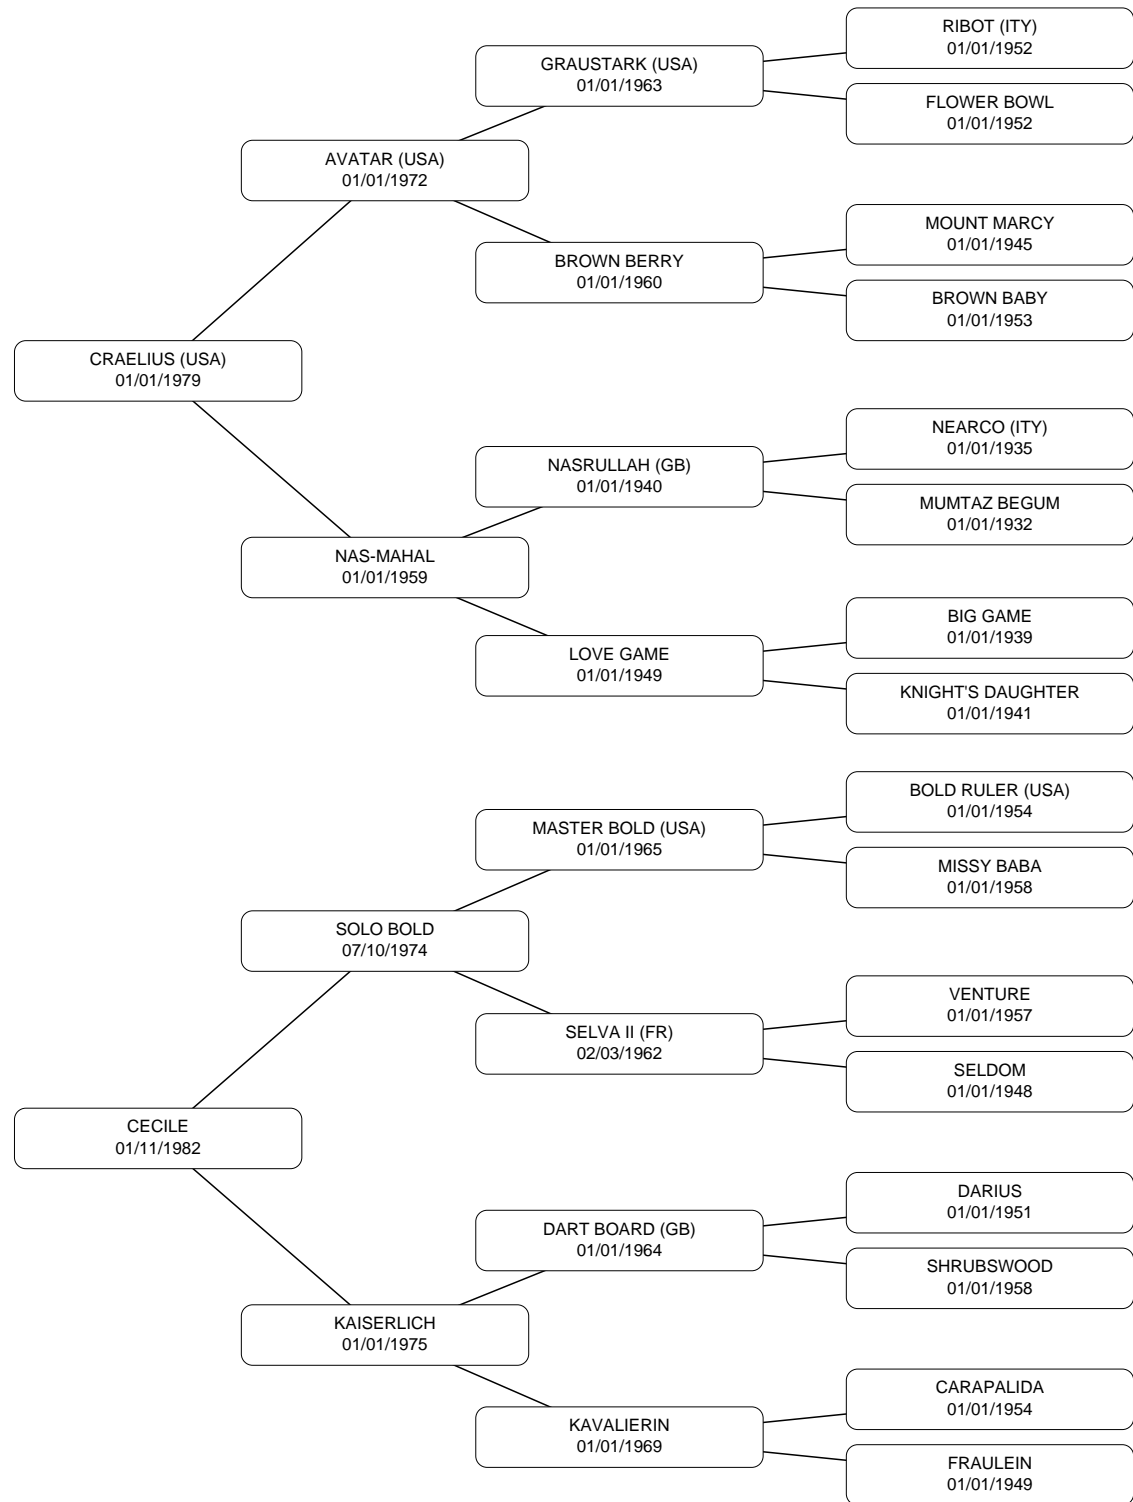 RIBOT (ITY)
01/01/1952
GRAUSTARK (USA)
01/01/1963
FLOWER BOWL
01/01/1952
AVATAR (USA)
01/01/1972
MOUNT MARCY
01/01/1945
BROWN BERRY
01/01/1960
BROWN BABY
01/01/1953
CRAELIUS (USA)
01/01/1979
NEARCO (ITY)
01/01/1935
NASRULLAH (GB)
01/01/1940
MUMTAZ BEGUM
01/01/1932
NAS-MAHAL
01/01/1959
BIG GAME
01/01/1939
LOVE GAME
01/01/1949
KNIGHT'S DAUGHTER
01/01/1941
BOLD RULER (USA)
01/01/1954
MASTER BOLD (USA)
01/01/1965
MISSY BABA
01/01/1958
SOLO BOLD
07/10/1974
VENTURE
01/01/1957
SELVA II (FR)
02/03/1962
SELDOM
01/01/1948
CECILE
01/11/1982
DARIUS
01/01/1951
DART BOARD (GB)
01/01/1964
SHRUBSWOOD
01/01/1958
KAISERLICH
01/01/1975
CARAPALIDA
01/01/1954
KAVALIERIN
01/01/1969
FRAULEIN
01/01/1949